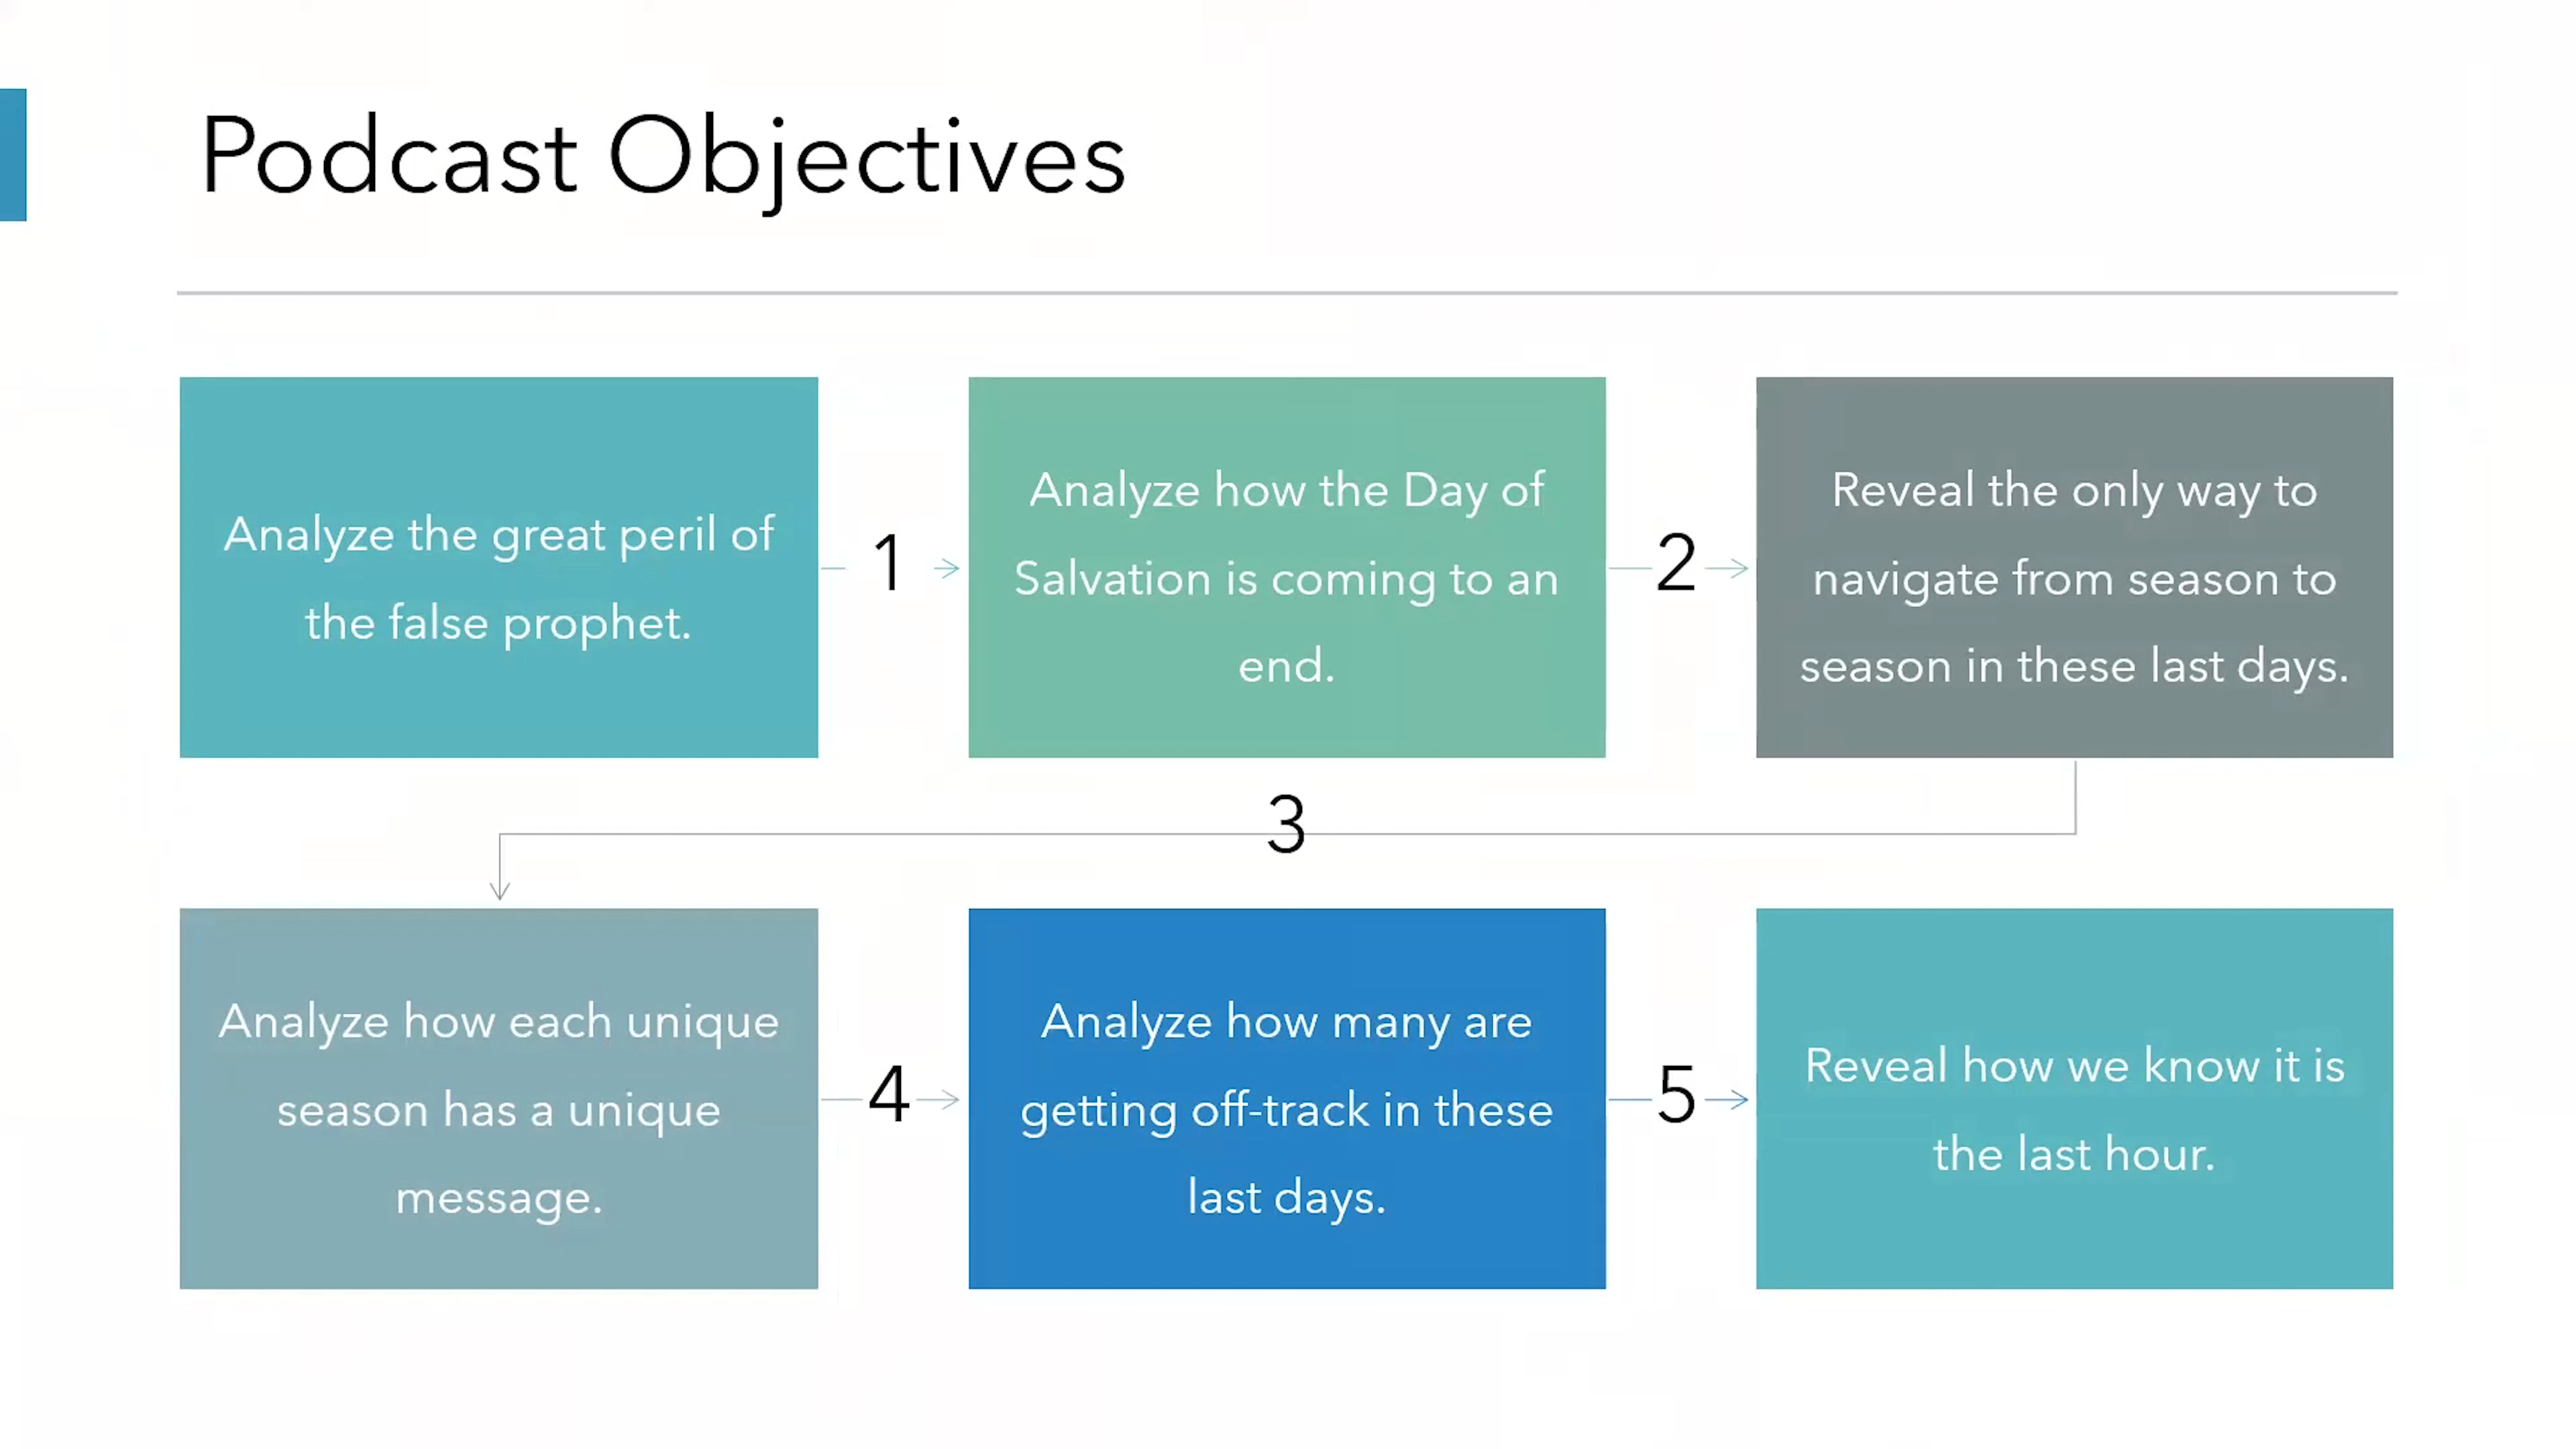 Podcast Objectives
Analyze the great peril of
the false prophet.
1
Analyze how the Day of
Salvation is coming to an
end.
2
Reveal the only way to
navigate from season to
season in these last days.
3
Analyze how each unique
season has a unique
message.
4
Analyze how many are
getting off-track in these
last days.
5
Reveal how we know it is
the last hour.